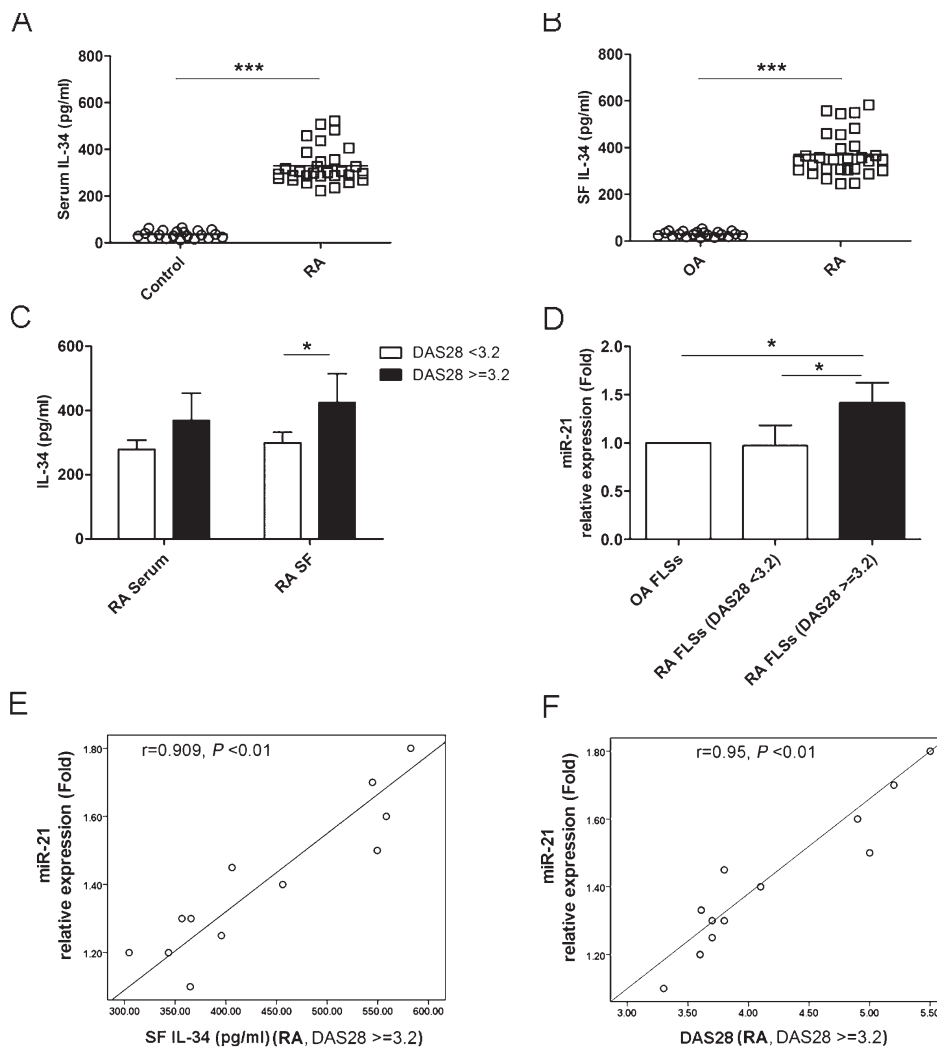 A
B
800
600
400
200
0
Serum IL-34 (pg/ml)
***
Control
RA
800
600
400
200
0
SF IL-34 (pg/ml)
***
OA
RA
C
D
600
400
200
0
IL-34 (pg/ml)
*
DAS28 <3.2
DAS28 >=3.2
RA Serum
RA SF
2.0
1.5
1.0
0.5
0.0
miR-21
relative expression (Fold)
*
*
OA FLSs
RA FLSs (DAS28 <3.2)
RA FLSs (DAS28 >=3.2)
E
F
r=0.909, P <0.01
miR-21
relative expression (Fold)
1.80
1.60
1.40
1.20
300.00 350.00 400.00 450.00 500.00 550.00 600.00
SF IL-34 (pg/ml) (RA, DAS28 >=3.2)
r=0.95, P <0.01
miR-21
relative expression (Fold)
1.80
1.60
1.40
1.20
3.00 3.50 4.00 4.50 5.00 5.50
DAS28 (RA, DAS28 >=3.2)